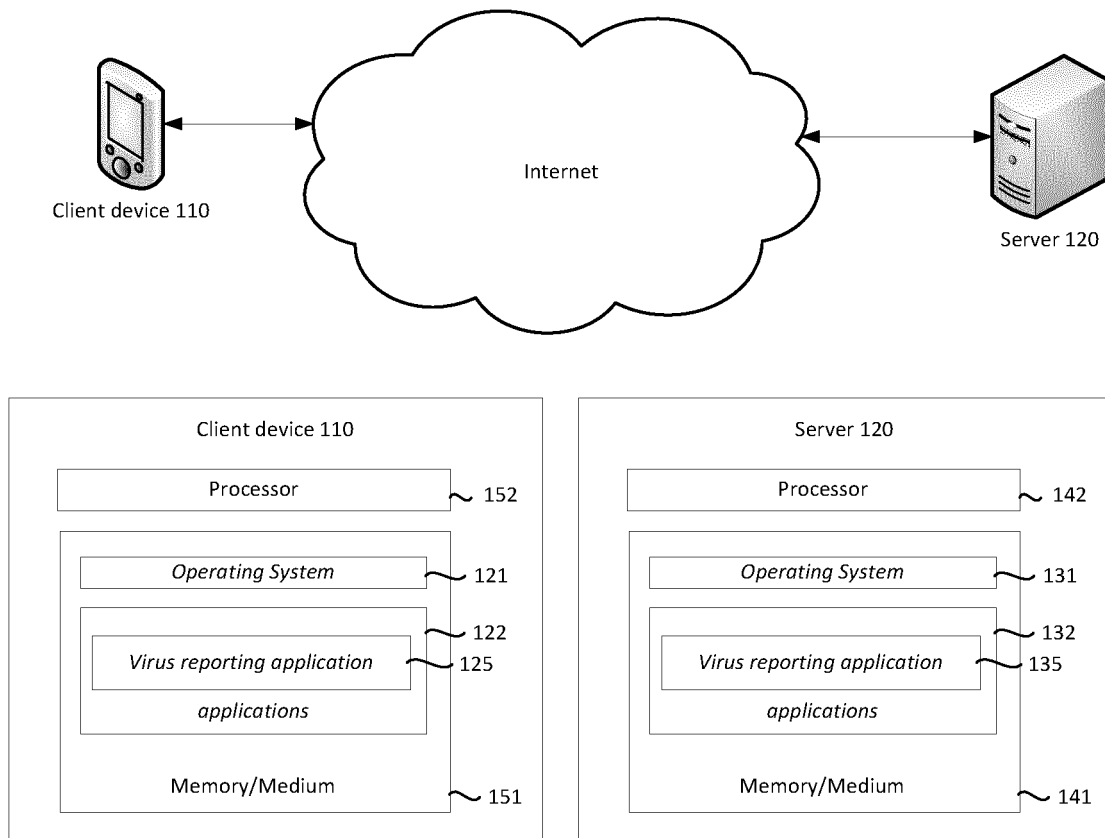 Internet
Client device 110
Server 120
Client device 110
Processor
152
Operating System
121
122
Virus reporting application
125
applications
Memory/Medium
151
Server 120
Processor
142
Operating System
131
132
Virus reporting application
135
applications
Memory/Medium
141